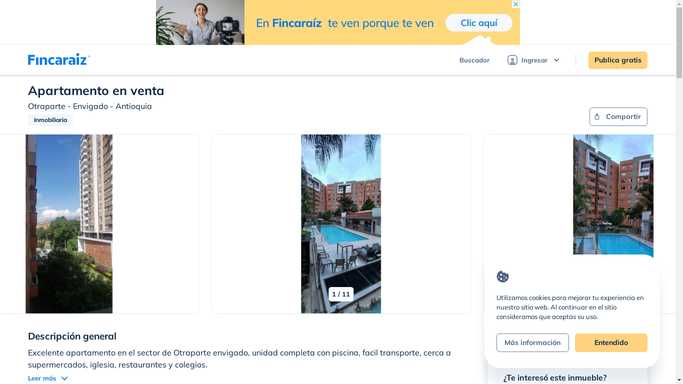 En Fincaraíz te ven porque te ven
Clic aquí
Fincaraíz
Buscador
Ingresar
Publica gratis
Apartamento en venta
Otraparte - Envigado - Antioquia
Inmobiliaria
Compartir
1 / 11
Utilizamos cookies para mejorar tu experiencia en
nuestro sitio web. Al continuar en el sitio
consideramos que aceptas su uso.
Más información
Entendido
Descripción general
Excelente apartamento en el sector de Otraparte envigado, unidad completa con piscina, facil transporte, cerca a
supermercados, iglesia, restaurantes y colegios.
Leer más
¿Te interesó este inmueble?